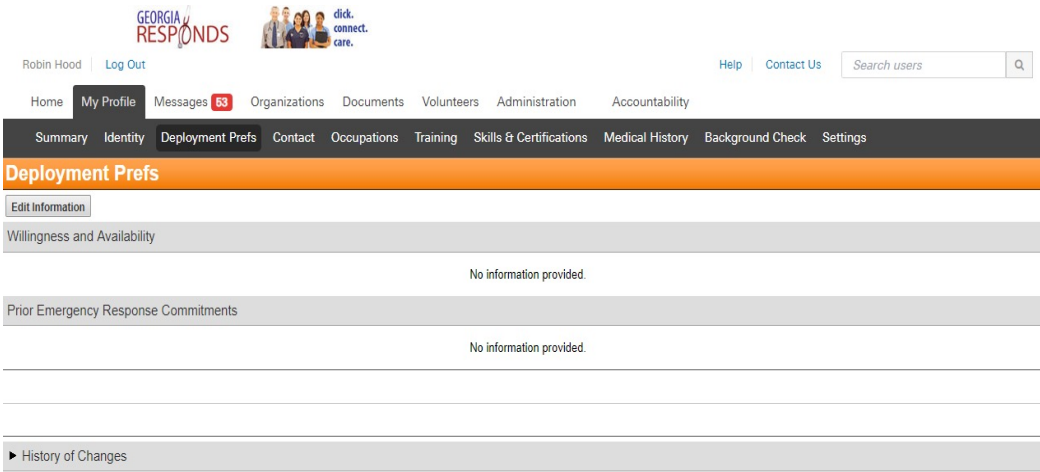 GEORGIA
RESPONDS
click.
connect.
care.
Robin Hood Log Out Help Contact Us Search users
Home My Profile Messages 53 Organizations Documents Volunteers Administration Accountability
Summary Identity Deployment Prefs Contact Occupations Training Skills & Certifications Medical History Background Check Settings
Deployment Prefs
Edit Information
Willingness and Availability
No information provided.
Prior Emergency Response Commitments
No information provided.
History of Changes